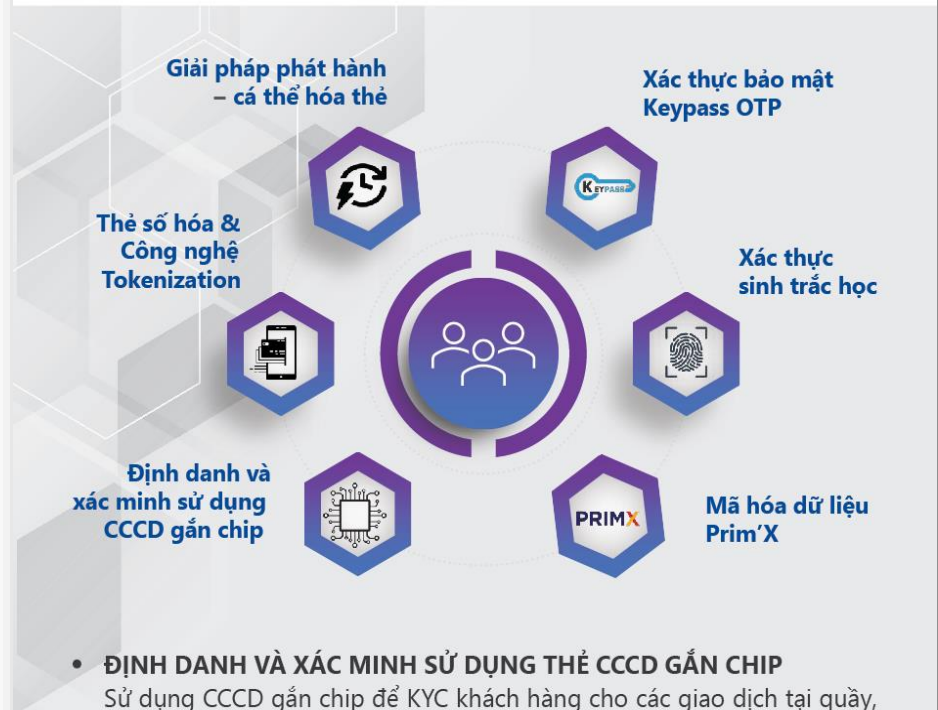 Giải pháp phát hành
– cá thể hóa thẻ
Xác thực bảo mật
Keypass OTP
KEYPASS
Thẻ số hóa &
Công nghệ
Tokenization
Xác thực
sinh trắc học
Định danh và
xác minh sử dụng
CCCD gắn chip
PRIMX
Mã hóa dữ liệu
Prim'X
• ĐỊNH DANH VÀ XÁC MINH SỬ DỤNG THẺ CCCD GẮN CHIP
Sử dụng CCCD gắn chip để KYC khách hàng cho các giao dịch tại quầy,